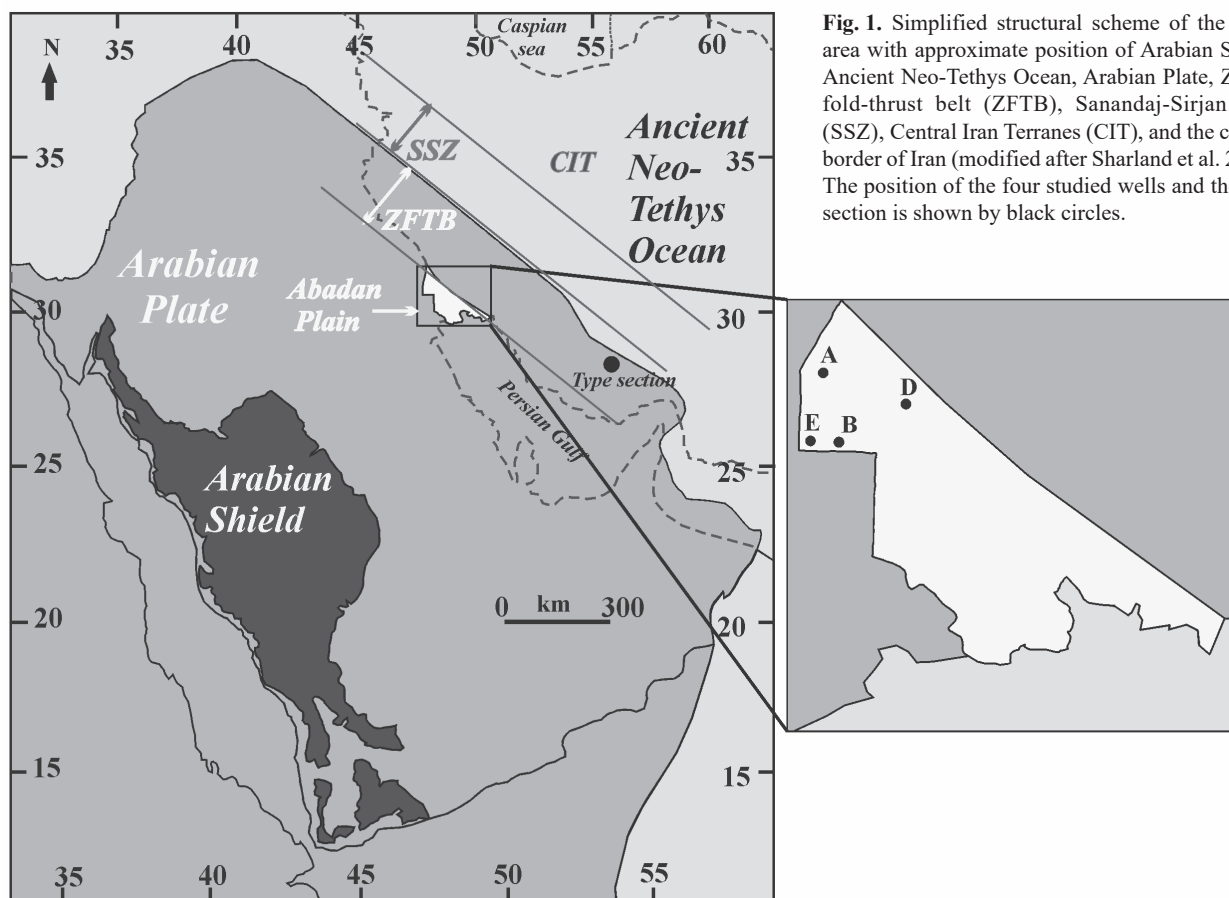 Fig. 1. Simplified structural scheme of the
area with approximate position of Arabian S
Ancient Neo-Tethys Ocean, Arabian Plate, Z
fold-thrust belt (ZFTB), Sanandaj-Sirjan
(SSZ), Central Iran Terranes (CIT), and the c
border of Iran (modified after Sharland et al. 2
The position of the four studied wells and th
section is shown by black circles.
N
35
40
45
50
55
60
Caspian
sea
Ancient
Neo-
Tethys
Ocean
SSZ
CIT
35
35
ZFTB
Arabian
Plate
Abadan
Plain
30
30
Type section
Persian Gulf
A
D
E
B
25
25
Arabian
Shield
0 km 300
20
20
15
15
35
40
45
50
55